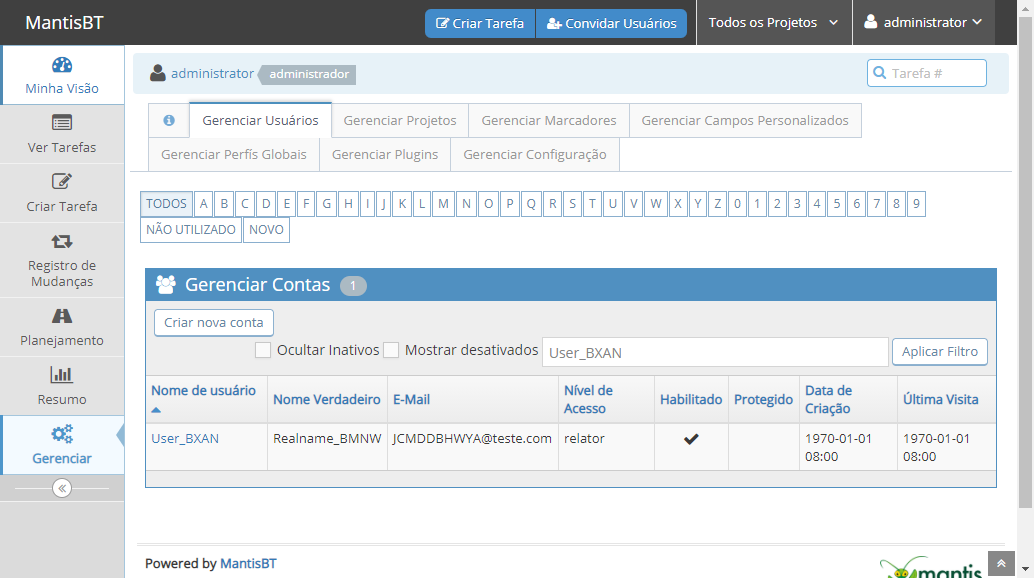 MantisBT
Criar Tarefa Convidar Usuários Todos os Projetos administrator
Minha Visão
Ver Tarefas
Criar Tarefa
Registro de
Mudanças
Planejamento
Resumo
Gerenciar
administrator administrador
Tarefa #
Gerenciar Usuários Gerenciar Projetos Gerenciar Marcadores Gerenciar Campos Personalizados
Gerenciar Perfís Globais Gerenciar Plugins Gerenciar Configuração
TODOS A B C D E F G H I J K L M N O P Q R S T U V W X Y Z 0 1 2 3 4 5 6 7 8 9
NÃO UTILIZADO NOVO
Gerenciar Contas 1
Criar nova conta
Ocultar Inativos Mostrar desativados User_BXAN Aplicar Filtro
Nome de usuário Nome Verdadeiro E-Mail Nível de Acesso Habilitado Protegido Data de Criação Última Visita
User_BXAN Realname_BMNW JCMDDBHWYA@teste.com relator 1970-01-01 08:00 1970-01-01 08:00
Powered by MantisBT
mantis